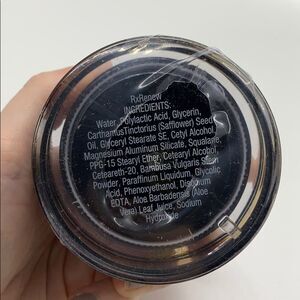 RxRenew
INGREDIENTS:
Water, Polylactic Acid, Glycerin,
CarthamusTinctorius (Safflower) Seed
Oil, Glyceryl Stearate SE, Cetyl Alcohol,
Magnesium Aluminum Silicate, Squalane,
PPG-15 Stearyl Ether, Cetearyl Alcohol,
Ceteareth-20, Bambusa Vulgaris
Powder, Paraffinum Liquidum, Glycolic
Acid, Phenoxyethanol, Disodium
EDTA, Aloe Barbadensis (Aloe
Vera) Leaf Juice, Sodium